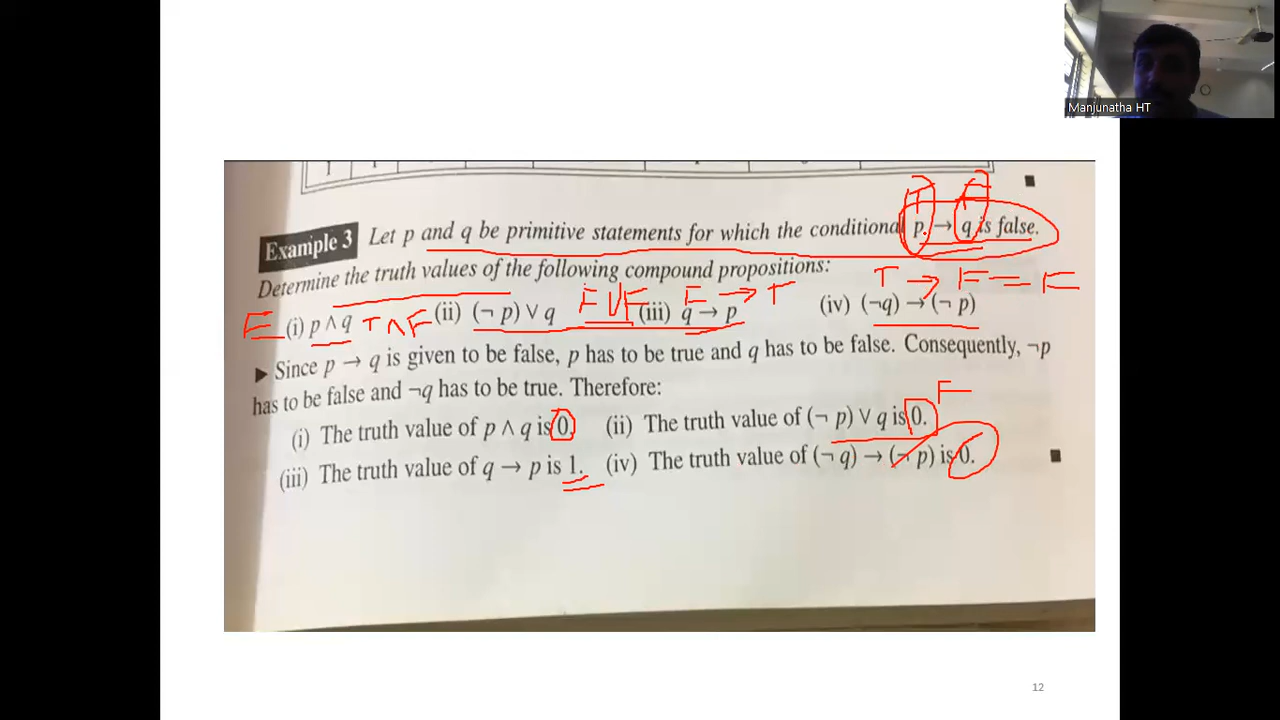 Manjunatha HT
T F
Example 3 Let p and q be primitive statements for which the conditional p → q is false.
Determine the truth values of the following compound propositions:
T → F = F
F (i) p ∧ q T ∧ F (ii) (¬ p) ∨ q F ∨ F (iii) q → p F → T (iv) (¬q) → (¬ p)
▶ Since p → q is given to be false, p has to be true and q has to be false. Consequently, ¬p
has to be false and ¬q has to be true. Therefore:
F
(i) The truth value of p ∧ q is 0. (ii) The truth value of (¬ p) ∨ q is 0.
(iii) The truth value of q → p is 1. (iv) The truth value of (¬ q) → (¬ p) is 0.
12